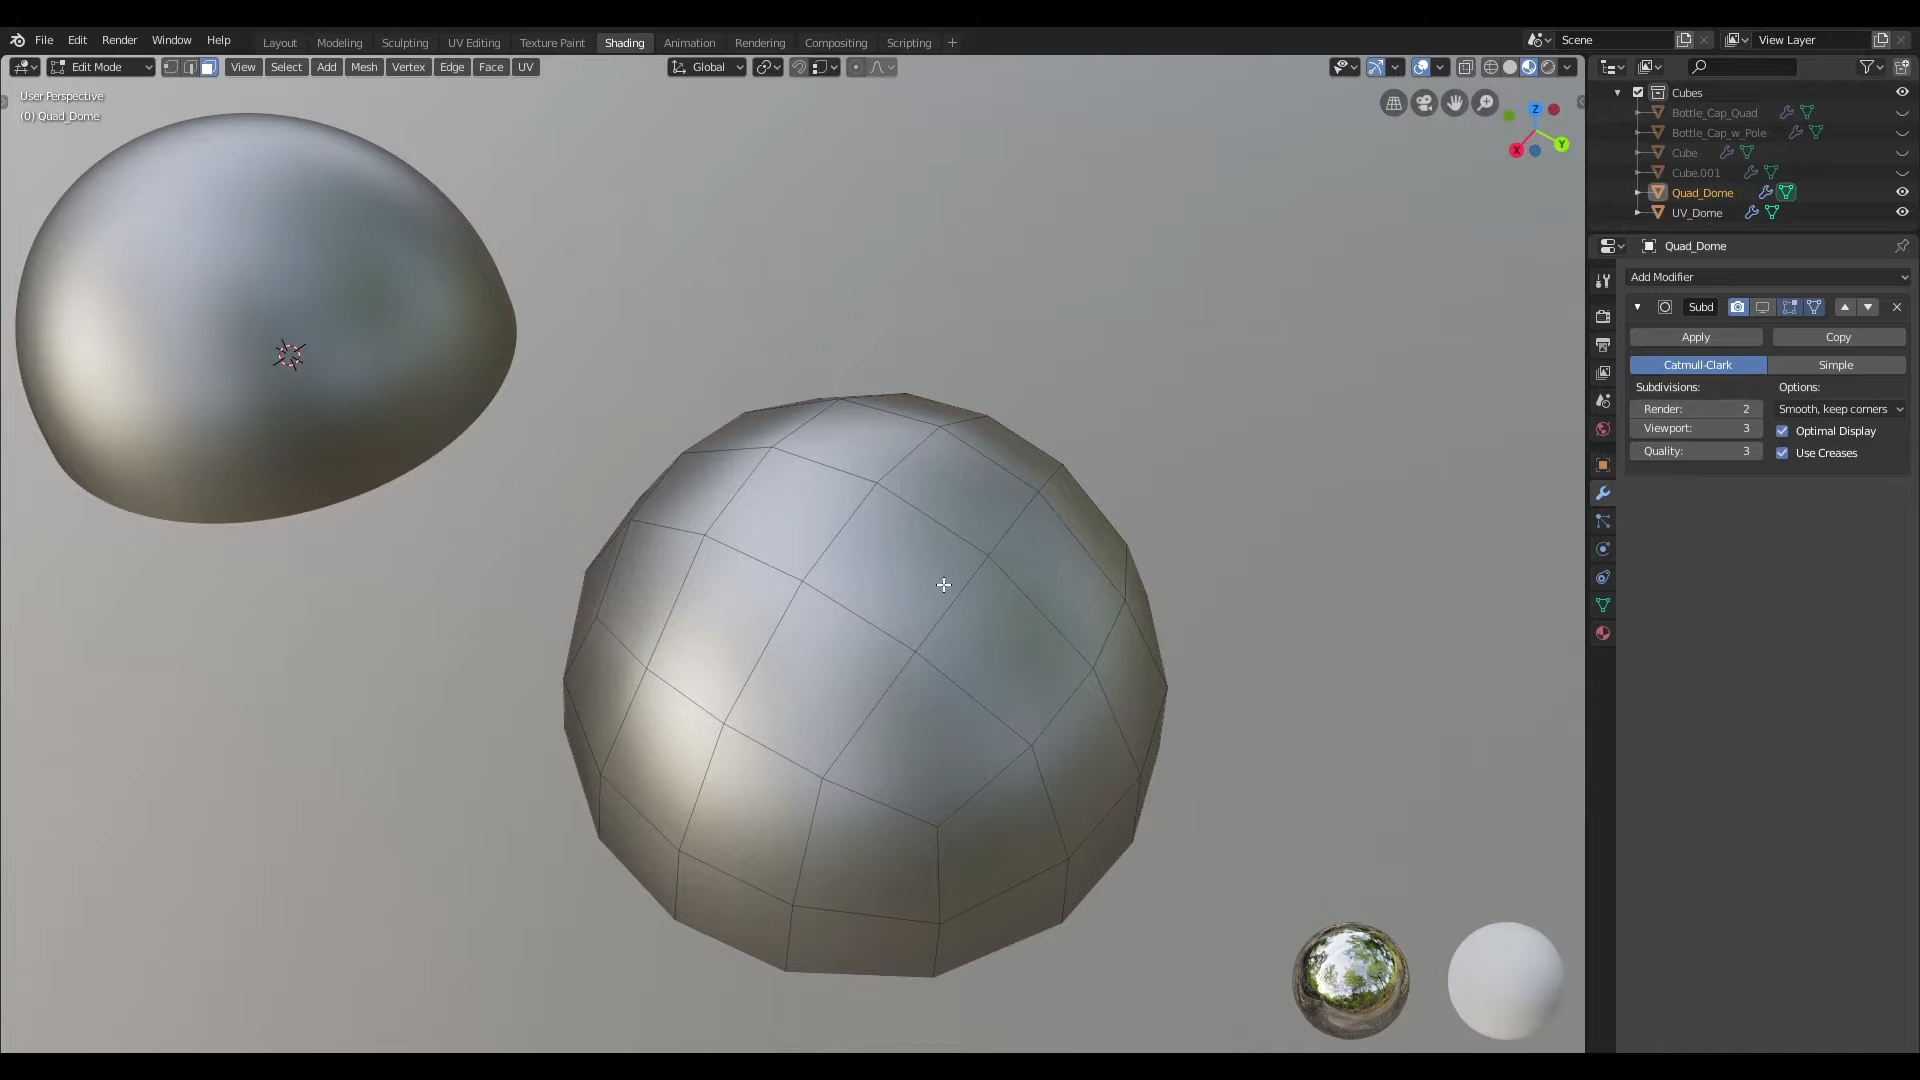 File Edit Render Window Help Layout Modeling Sculpting UV Editing Texture Paint Shading Animation Rendering Compositing Scripting + Scene View Layer
Edit Mode View Select Add Mesh Vertex Edge Face UV Global
User Perspective
(0) Quad_Dome
Z
Y
X
Cubes
Bottle_Cap_Quad
Bottle_Cap_w_Pole
Cube
Cube.001
Quad_Dome
UV_Dome
Quad_Dome
Add Modifier
Subd
Apply Copy
Catmull-Clark Simple
Subdivisions: Options:
Render: 2 Smooth, keep corners
Viewport: 3 Optimal Display
Quality: 3 Use Creases